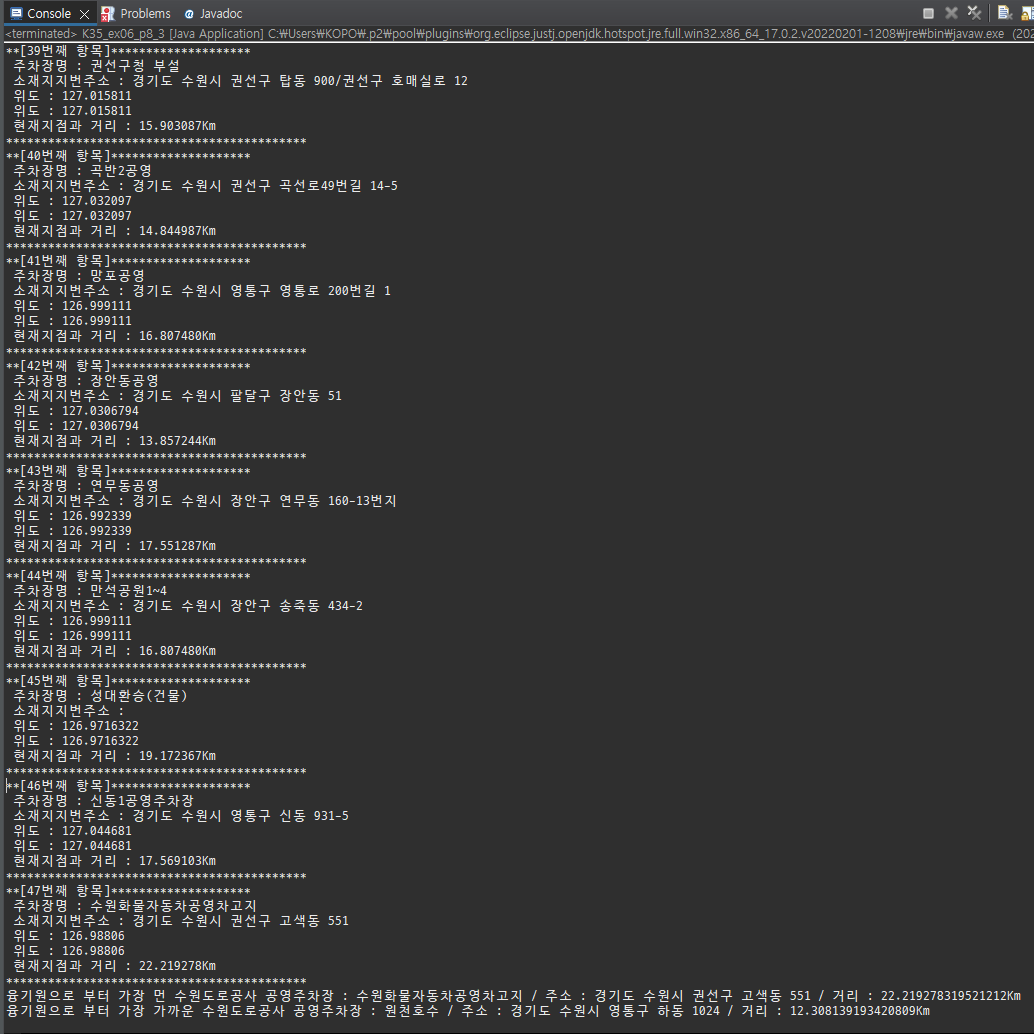 Console Problems @ Javadoc
<terminated> K35_ex06_p8_3 [Java Application] C:₩Users₩KOPO₩.p2₩pool₩plugins₩org.eclipse.justj.openjdk.hotspot.jre.full.win32.x86_64_17.0.2.v20220201-1208₩jre₩bin₩javaw.exe (202
**[39번째 항목]********************
주차장명 : 권선구청 부설
소재지지번주소 : 경기도 수원시 권선구 탑동 900/권선구 호매실로 12
위도 : 127.015811
위도 : 127.015811
현재지점과 거리 : 15.903087Km
*******************************************
**[40번째 항목]********************
주차장명 : 곡반2공영
소재지지번주소 : 경기도 수원시 권선구 곡선로49번길 14-5
위도 : 127.032097
위도 : 127.032097
현재지점과 거리 : 14.844987Km
*******************************************
**[41번째 항목]********************
주차장명 : 망포공영
소재지지번주소 : 경기도 수원시 영통구 영통로 200번길 1
위도 : 126.999111
위도 : 126.999111
현재지점과 거리 : 16.807480Km
*******************************************
**[42번째 항목]********************
주차장명 : 장안동공영
소재지지번주소 : 경기도 수원시 팔달구 장안동 51
위도 : 127.0306794
위도 : 127.0306794
현재지점과 거리 : 13.857244Km
*******************************************
**[43번째 항목]********************
주차장명 : 연무동공영
소재지지번주소 : 경기도 수원시 장안구 연무동 160-13번지
위도 : 126.992339
위도 : 126.992339
현재지점과 거리 : 17.551287Km
*******************************************
**[44번째 항목]********************
주차장명 : 만석공원1~4
소재지지번주소 : 경기도 수원시 장안구 송죽동 434-2
위도 : 126.999111
위도 : 126.999111
현재지점과 거리 : 16.807480Km
*******************************************
**[45번째 항목]********************
주차장명 : 성대환승(건물)
소재지지번주소 :
위도 : 126.9716322
위도 : 126.9716322
현재지점과 거리 : 19.172367Km
*******************************************
**[46번째 항목]********************
주차장명 : 신동1공영주차장
소재지지번주소 : 경기도 수원시 영통구 신동 931-5
위도 : 127.044681
위도 : 127.044681
현재지점과 거리 : 17.569103Km
*******************************************
**[47번째 항목]********************
주차장명 : 수원화물자동차공영차고지
소재지지번주소 : 경기도 수원시 권선구 고색동 551
위도 : 126.98806
위도 : 126.98806
현재지점과 거리 : 22.219278Km
*******************************************
융기원으로 부터 가장 먼 수원도로공사 공영주차장 : 수원화물자동차공영차고지 / 주소 : 경기도 수원시 권선구 고색동 551 / 거리 : 22.219278319521212Km
융기원으로 부터 가장 가까운 수원도로공사 공영주차장 : 원천호수 / 주소 : 경기도 수원시 영통구 하동 1024 / 거리 : 12.308139193420809Km